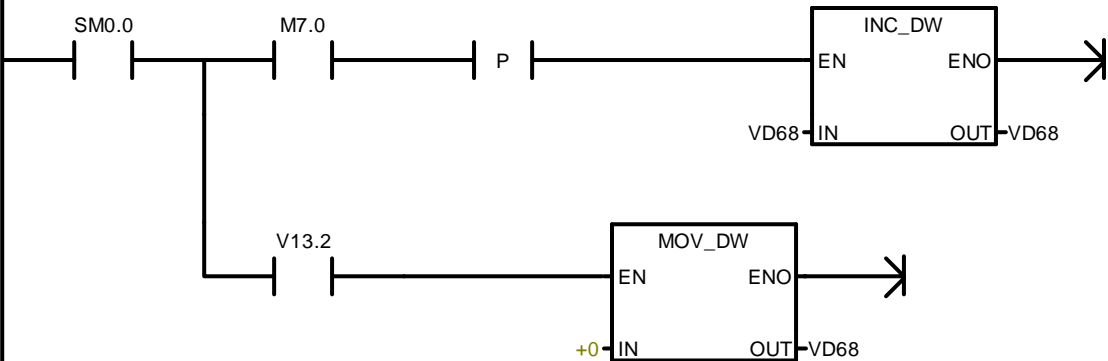 SM0.0 M7.0 INC_DW
P EN ENO
VD68 IN OUT VD68
V13.2 MOV_DW
EN ENO
+0 IN OUT VD68